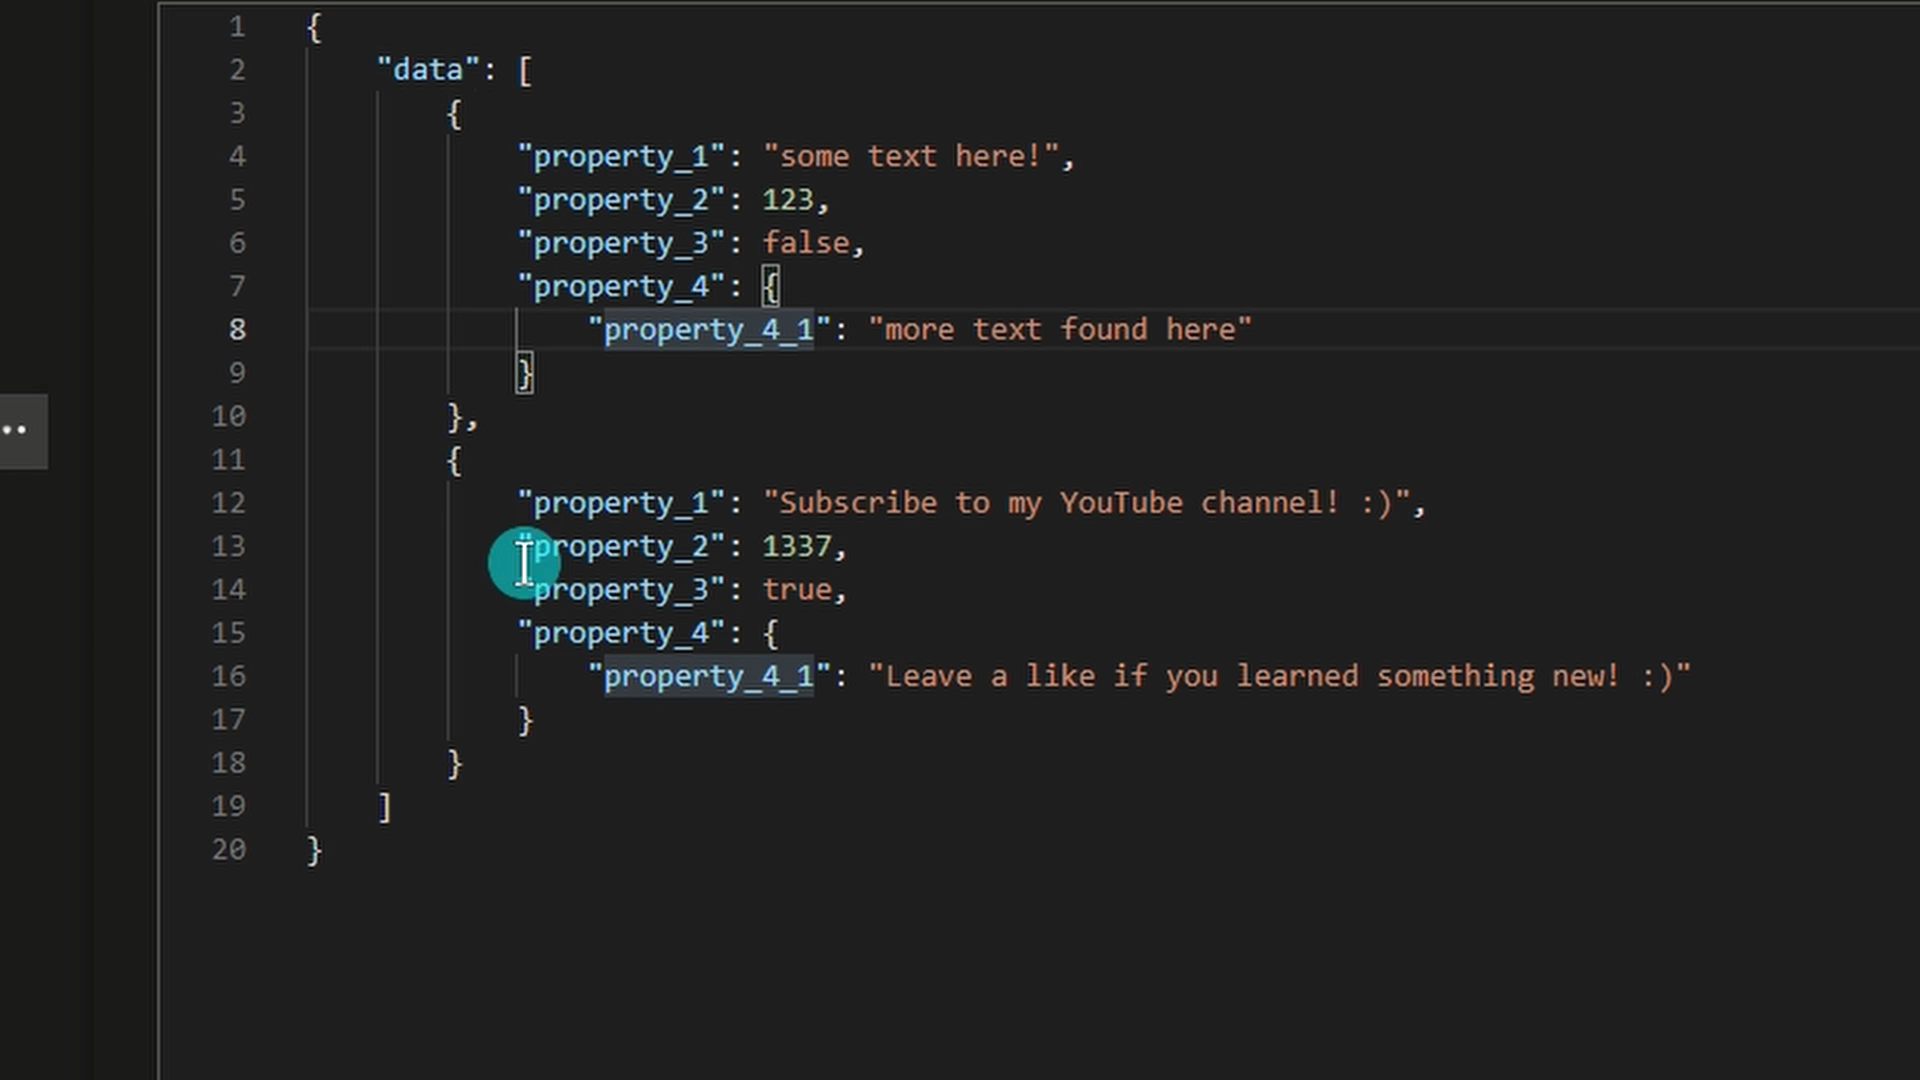 1 {
2 "data": [
3 {
4 "property_1": "some text here!",
5 "property_2": 123,
6 "property_3": false,
7 "property_4": {
8 "property_4_1": "more text found here"
9 }
10 },
11 {
12 "property_1": "Subscribe to my YouTube channel! :)",
13 "property_2": 1337,
14 "property_3": true,
15 "property_4": {
16 "property_4_1": "Leave a like if you learned something new! :)"
17 }
18 }
19 ]
20 }